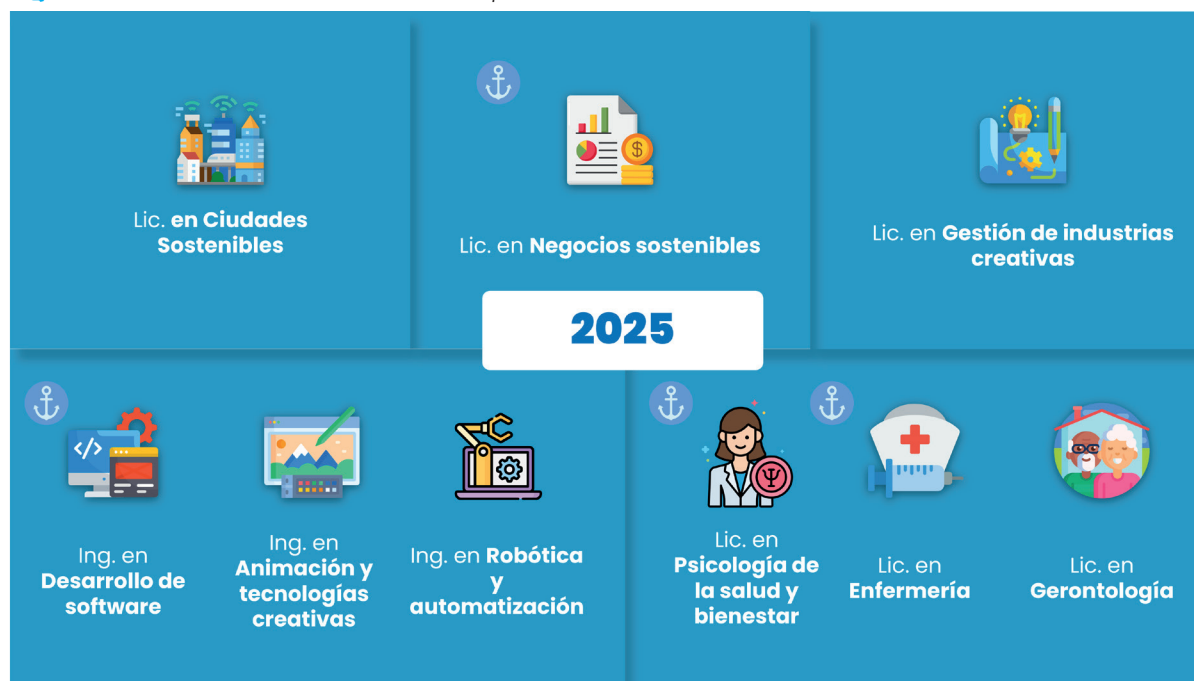 Lic. en Ciudades
Sostenibles
Lic. en Negocios sostenibles
Lic. en Gestión de industrias
creativas
2025
Ing. en
Desarrollo de
software
Ing. en
Animación y
tecnologías
creativas
Ing. en Robótica
y
automatización
Lic. en
Psicología de
la salud y
bienestar
Lic. en
Enfermería
Lic. en
Gerontología